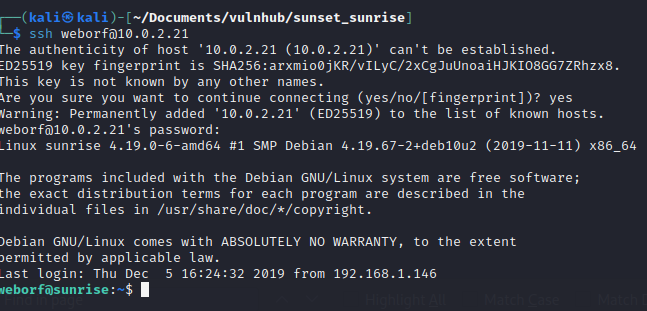 ┌──(kali㉿kali)-[~/Documents/vulnhub/sunset_sunrise]
└─$ ssh weborf@10.0.2.21
The authenticity of host '10.0.2.21 (10.0.2.21)' can't be established.
ED25519 key fingerprint is SHA256:arxmio0jKR/vILyC/2xCgJuUnoaiHJKIO8GG7ZRhzx8.
This key is not known by any other names.
Are you sure you want to continue connecting (yes/no/[fingerprint])? yes
Warning: Permanently added '10.0.2.21' (ED25519) to the list of known hosts.
weborf@10.0.2.21's password:
Linux sunrise 4.19.0-6-amd64 #1 SMP Debian 4.19.67-2+deb10u2 (2019-11-11) x86_64
The programs included with the Debian GNU/Linux system are free software;
the exact distribution terms for each program are described in the
individual files in /usr/share/doc/*/copyright.
Debian GNU/Linux comes with ABSOLUTELY NO WARRANTY, to the extent
permitted by applicable law.
Last login: Thu Dec  5 16:24:32 2019 from 192.168.1.146
weborf@sunrise:~$
Find in page Highlight All Match Case Match